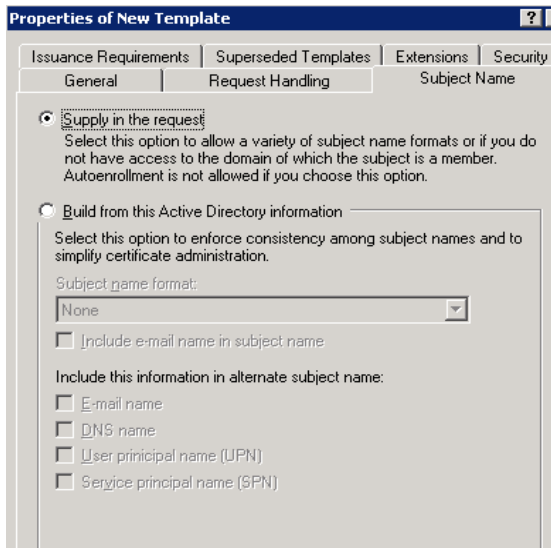 Properties of New Template
?
Issuance Requirements Superseded Templates Extensions Security
General Request Handling Subject Name
Supply in the request
Select this option to allow a variety of subject name formats or if you do
not have access to the domain of which the subject is a member.
Autoenrollment is not allowed if you choose this option.
Build from this Active Directory information
Select this option to enforce consistency among subject names and to
simplify certificate administration.
Subject name format:
None
Include e-mail name in subject name
Include this information in alternate subject name:
E-mail name
DNS name
User prinicipal name (UPN)
Service principal name (SPN)